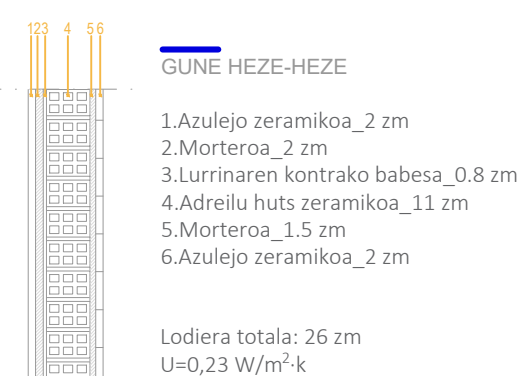 123 4 56
GUNE HEZE-HEZE
1.Azulejo zeramikoa_2 zm
2.Morteroa_2 zm
3.Lurrinaren kontrako babesa_0.8 zm
4.Adreilu huts zeramikoa_11 zm
5.Morteroa_1.5 zm
6.Azulejo zeramikoa_2 zm
Lodiera totala: 26 zm
U=0,23 W/m²·k